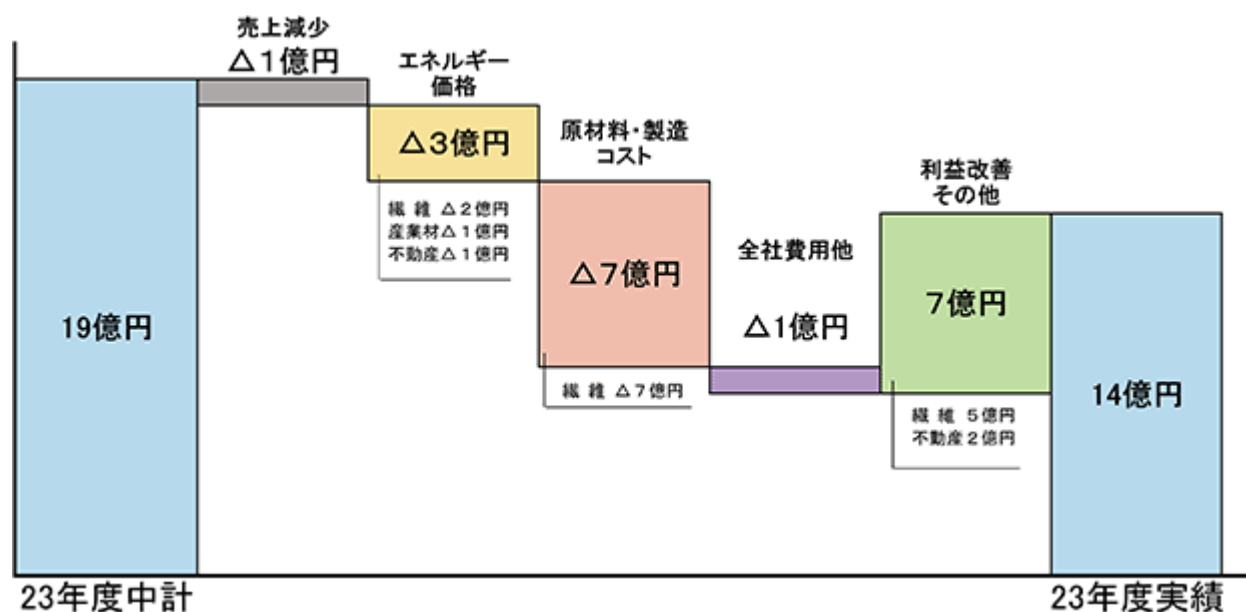 売上減少
△1億円
エネルギー
価格
△3億円
繊 維 △2億円
産業材△1億円
不動産△1億円
原材料・製造
コスト
△7億円
繊 維 △7億円
全社費用他
△1億円
利益改善
その他
7億円
繊 維 5億円
不動産2億円
19億円
14億円
23年度中計
23年度実績